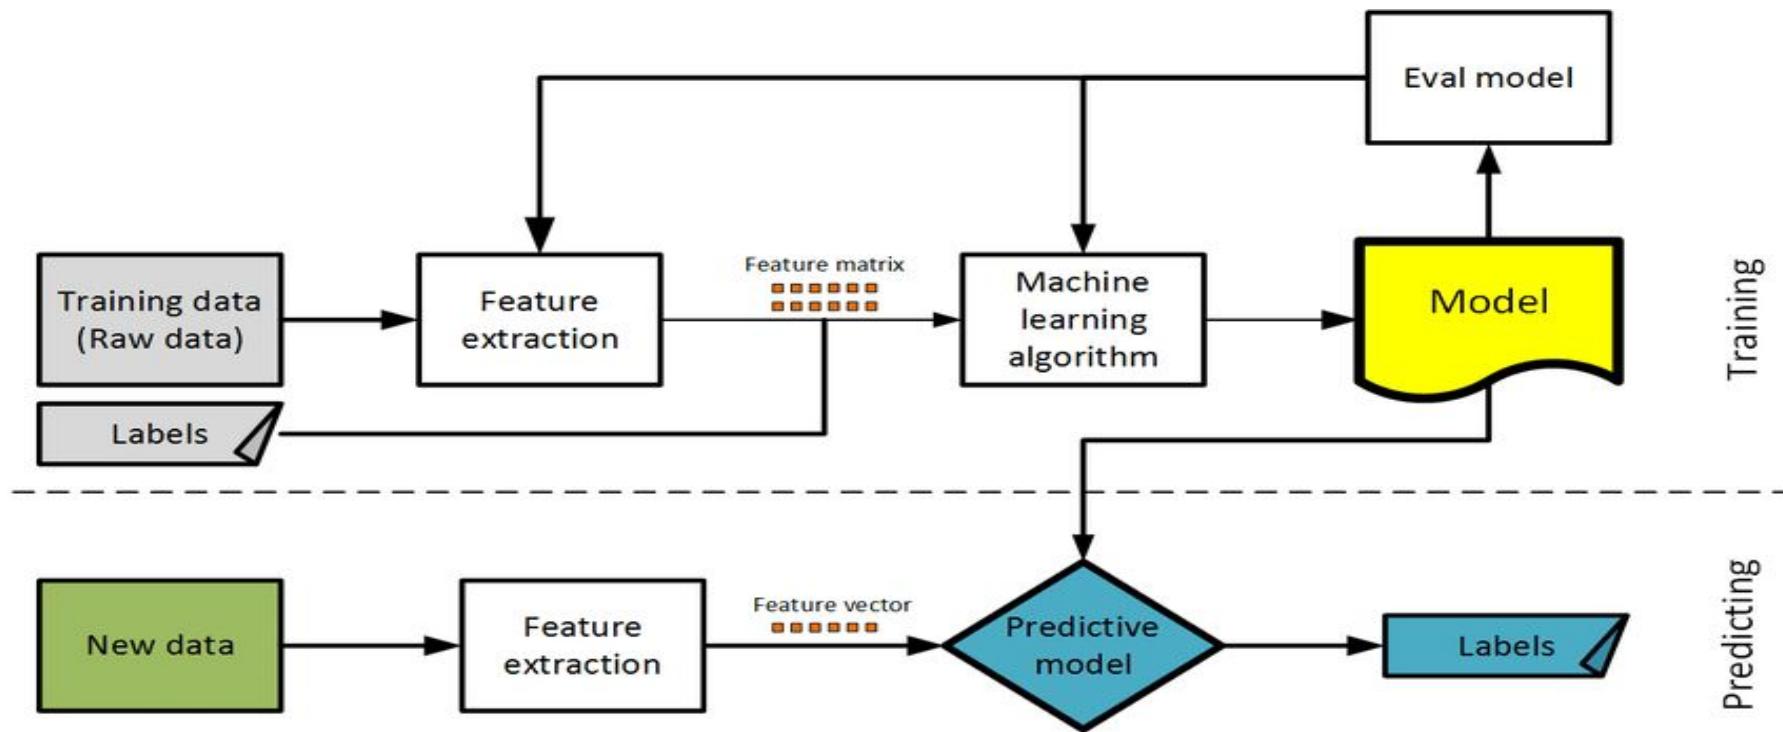 Eval model
Training data
(Raw data)
Feature
extraction
Feature matrix
Machine
learning
algorithm
Model
Training
Labels
New data
Feature
extraction
Feature vector
Predictive
model
Labels
Predicting